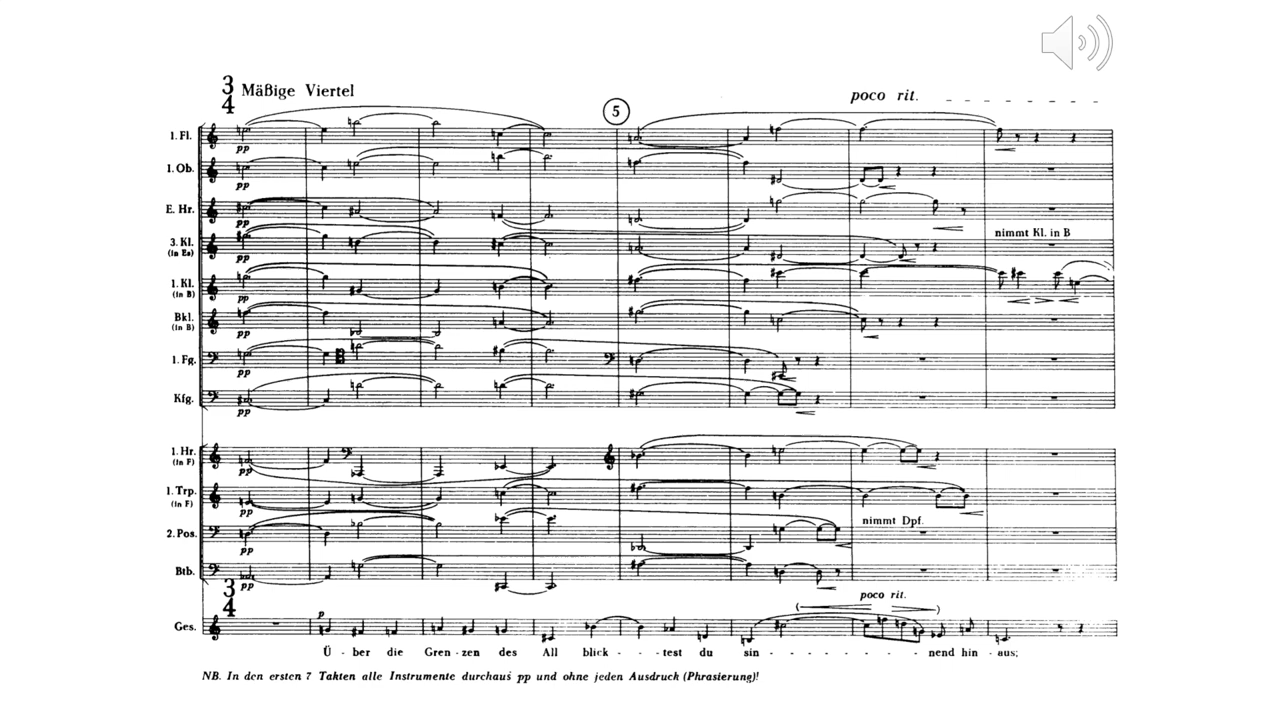 3/4 Mäßige Viertel
5
poco rit.
1. Fl.
pp
1. Ob.
pp
E. Hr.
pp
nimmt Kl. in B
3. Kl.
(in Es)
pp
1. Kl.
(in B)
pp
Bkl.
(in B)
pp
1. Fg.
pp
Kfg.
pp
1. Hr.
(in F)
pp
1. Trp.
(in F)
pp
nimmt Dpf.
2. Pos.
pp
Btb.
pp
3/4
poco rit.
p
Ges.
Ü - ber die Gren - zen des All blick - - test du sin - - - - - - - nend hin - aus;
NB. In den ersten 7 Takten alle Instrumente durchaus pp und ohne jeden Ausdruck (Phrasierung)!